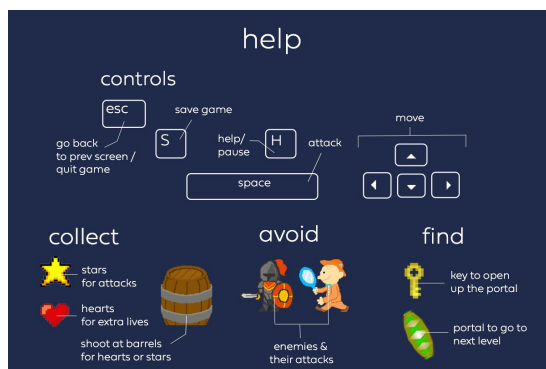 help
controls
esc
save game
move
S
help/
pause
H
attack
go back
to prev screen /
quit game
space
collect
avoid
find
stars
for attacks
key to open
up the portal
hearts
for extra lives
shoot at barrels
for hearts or stars
enemies &
their attacks
portal to go to
next level